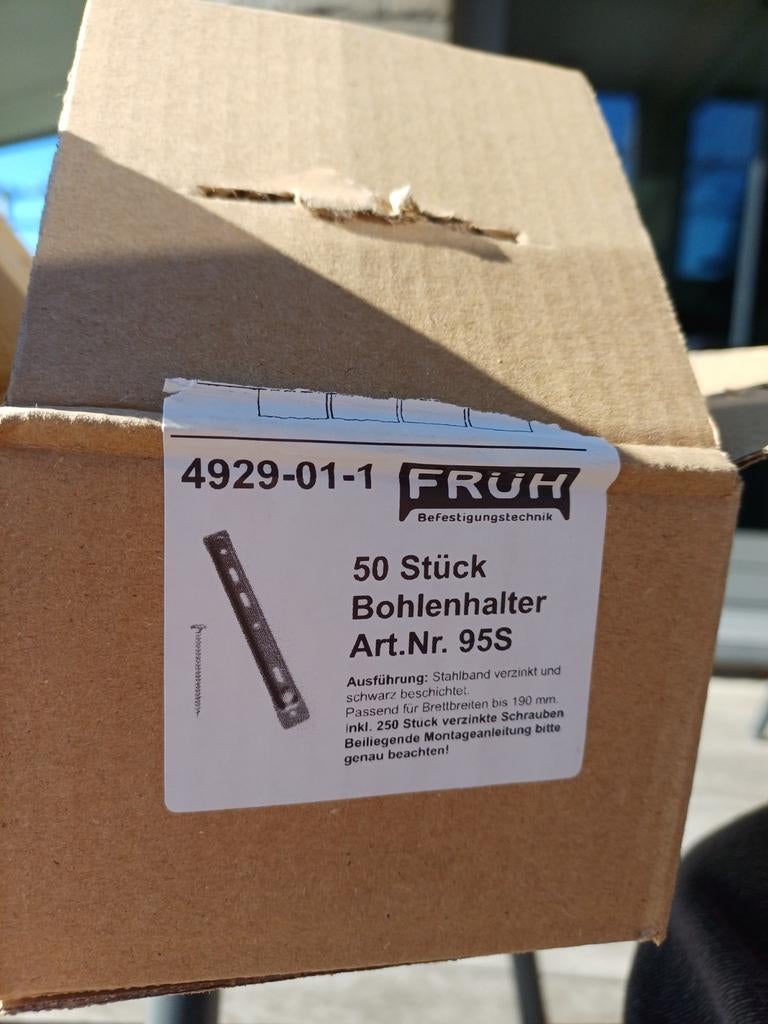 4929-01-1
FRÜH
Befestigungstechnik
50 Stück
Bohlenhalter
Art.Nr. 95S
Ausführung: Stahlband verzinkt und
schwarz beschichtet.
Passend für Brettbreiten bis 190 mm.
inkl. 250 Stück verzinkte Schrauben
Beiliegende Montageanleitung bitte
genau beachten!